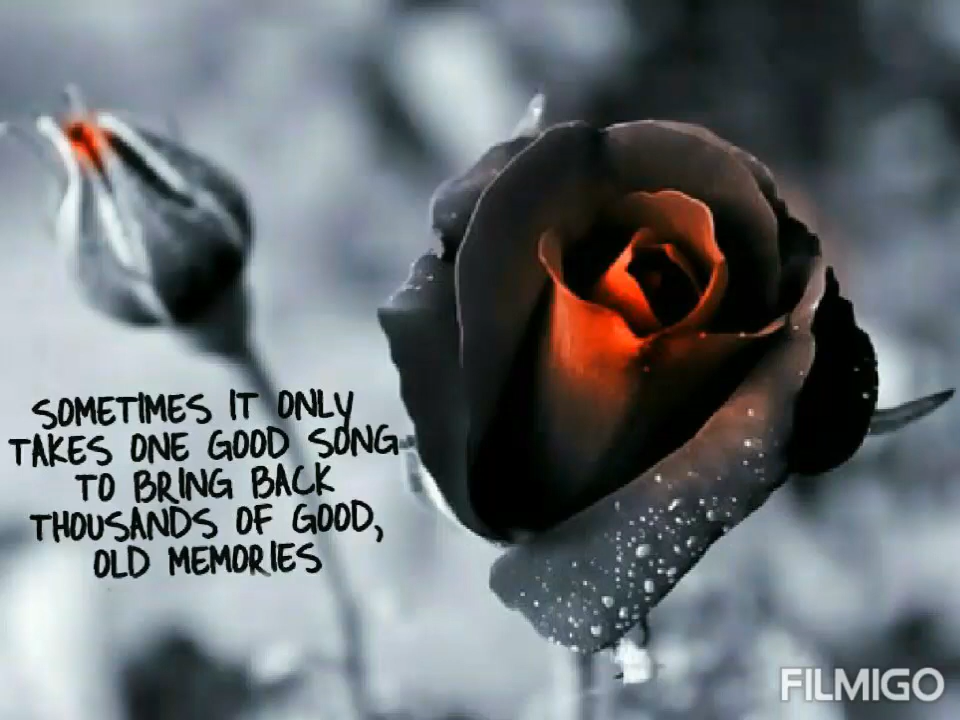 SOMETIMES IT ONLY
TAKES ONE GOOD SONG
TO BRING BACK
THOUSANDS OF GOOD,
OLD MEMORIES
FILMIGO